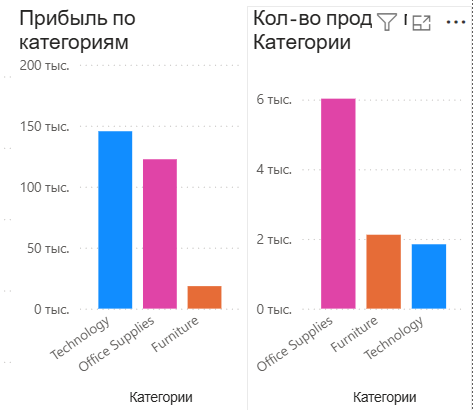 Прибыль по
категориям
200 тыс.
150 тыс.
100 тыс.
50 тыс.
0 тыс.
Technology
Office Supplies
Furniture
Категории
Кол-во прод
Категории
6 тыс.
4 тыс.
2 тыс.
0 тыс.
Office Supplies
Furniture
Technology
Категории